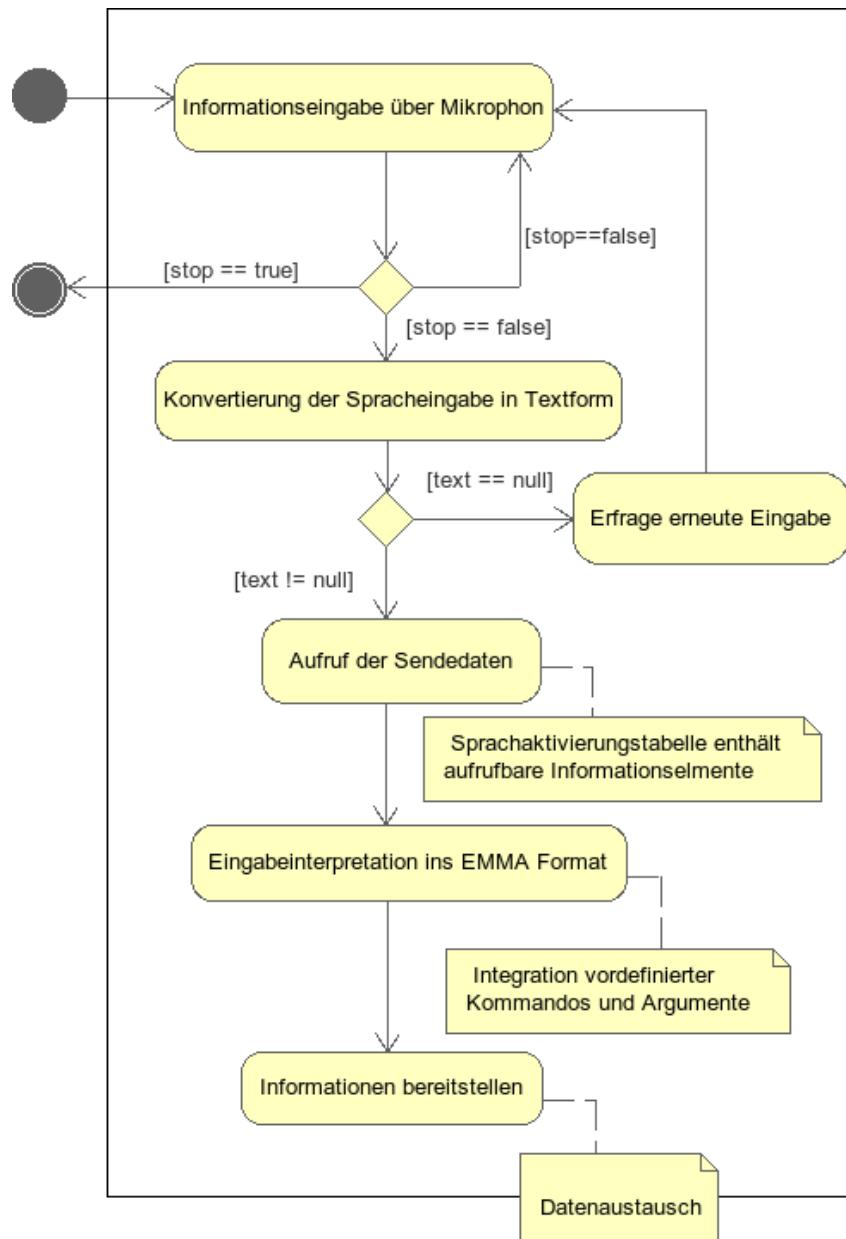 Informationseingabe über Mikrophon
[stop==false]
[stop == true]
[stop == false]
Konvertierung der Spracheingabe in Textform
[text == null]
Erfrage erneute Eingabe
[text != null]
Aufruf der Sendedaten
Sprachaktivierungstabelle enthält
aufrufbare Informationselmente
Eingabeinterpretation ins EMMA Format
Integration vordefinierter
Kommandos und Argumente
Informationen bereitstellen
Datenaustausch